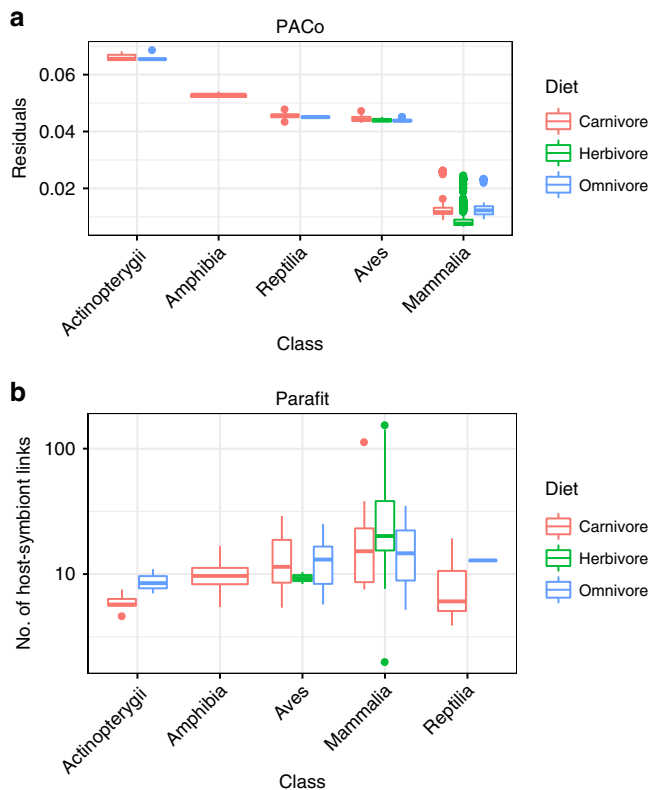 a
PACo
Residuals
0.06
0.04
0.02
Actinopterygii
Amphibia
Reptilia
Aves
Mammalia
Class
Diet
Carnivore
Herbivore
Omnivore
b
Parafit
No. of host-symbiont links
100
10
Actinopterygii
Amphibia
Aves
Mammalia
Reptilia
Class
Diet
Carnivore
Herbivore
Omnivore